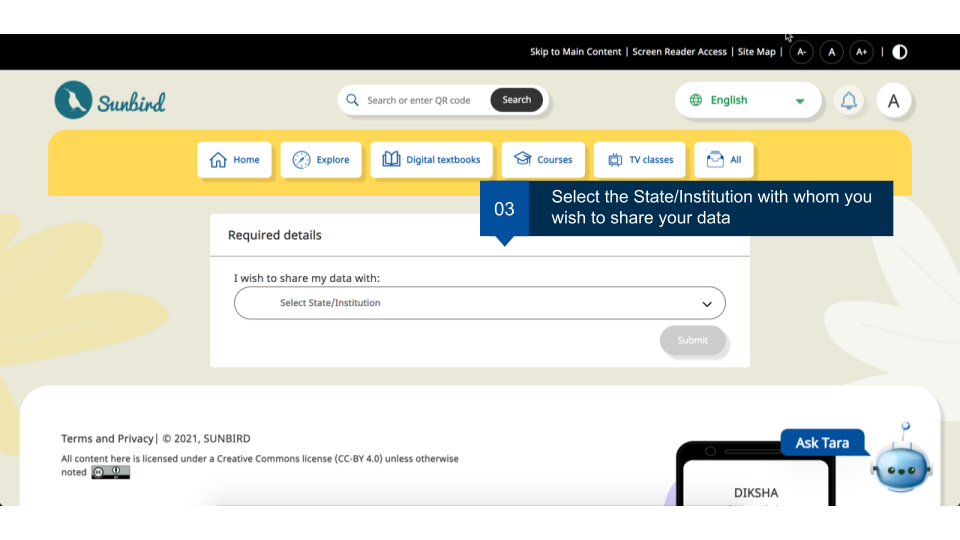 Skip to Main Content | Screen Reader Access | Site Map | A- A A+ |
Sunbird
Search or enter QR code Search
English
A
Home Explore Digital textbooks Courses TV classes All
03
Select the State/Institution with whom you
wish to share your data
Required details
I wish to share my data with:
Select State/Institution
Submit
Terms and Privacy| © 2021, SUNBIRD
All content here is licensed under a Creative Commons license (CC-BY 4.0) unless otherwise
noted
Ask Tara
DIKSHA